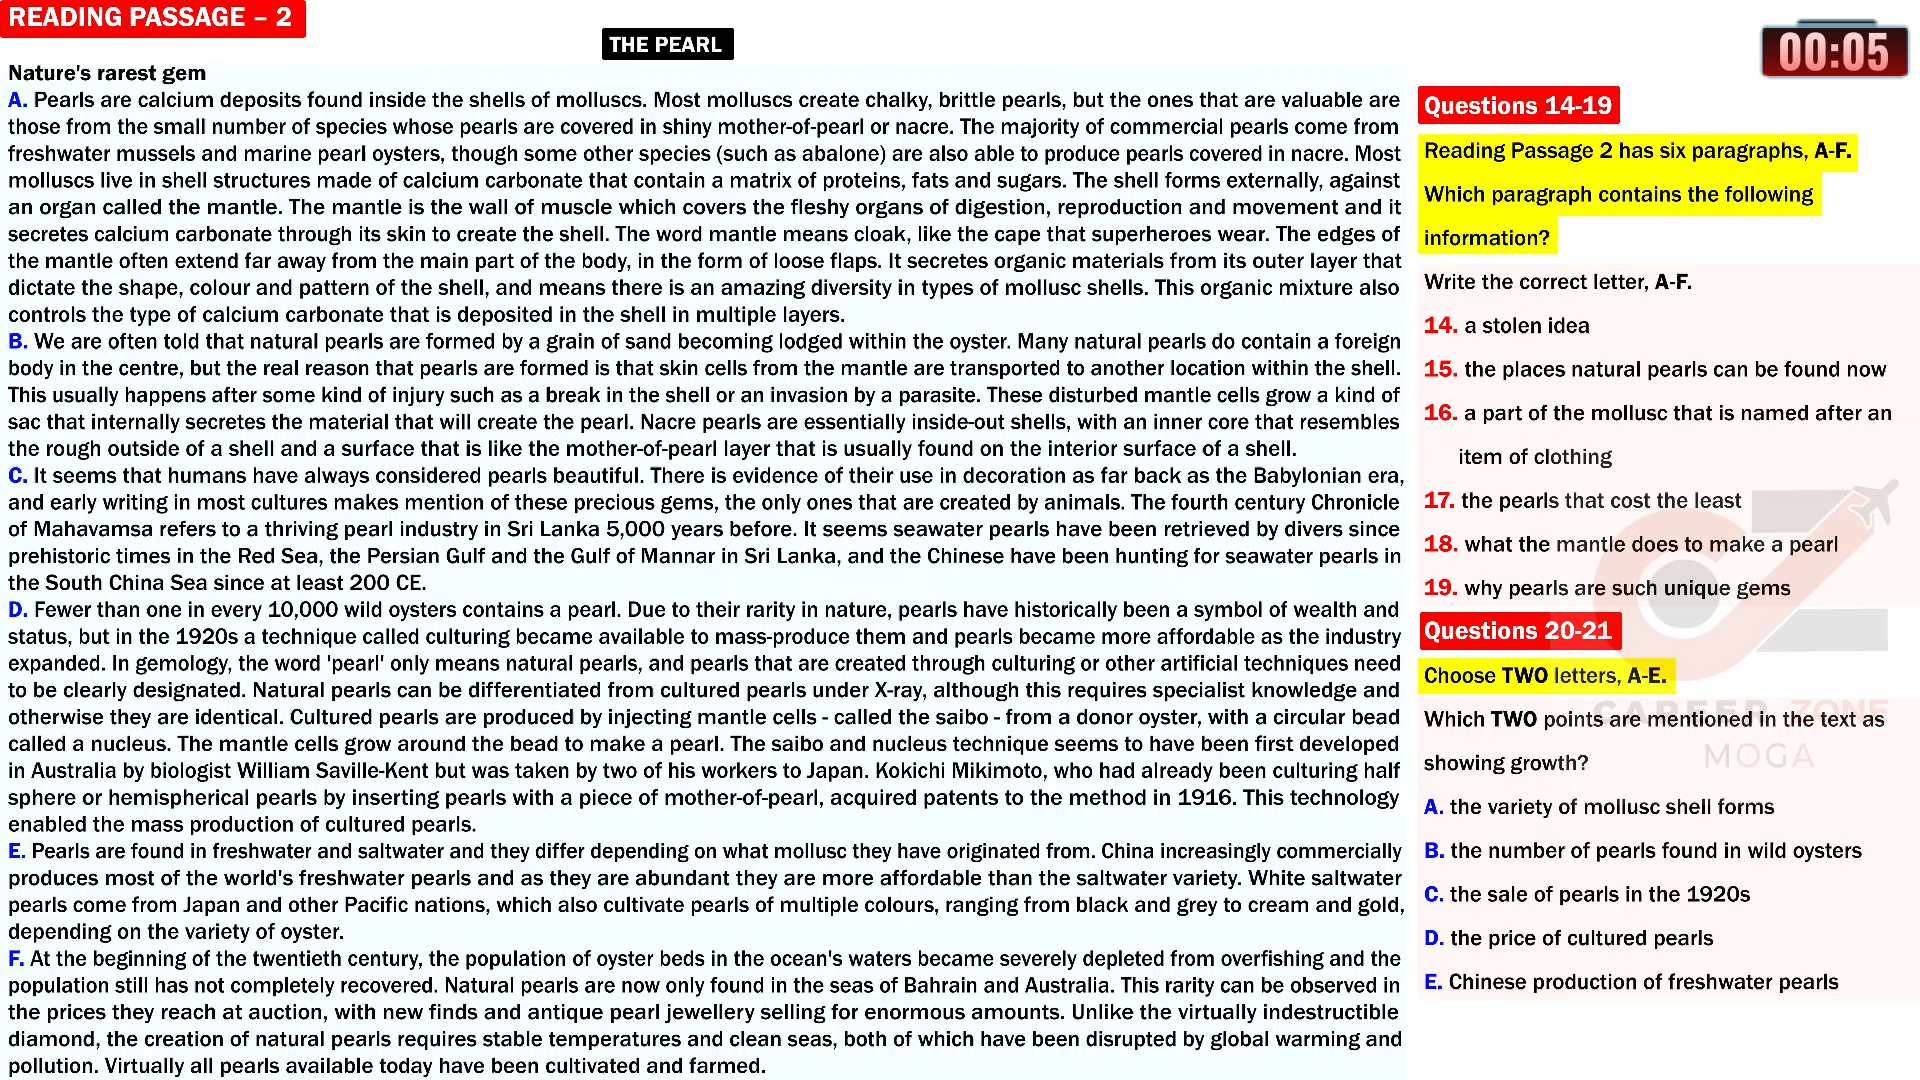 READING PASSAGE – 2
THE PEARL
00:05
Nature's rarest gem
A. Pearls are calcium deposits found inside the shells of molluscs. Most molluscs create chalky, brittle pearls, but the ones that are valuable are
those from the small number of species whose pearls are covered in shiny mother-of-pearl or nacre. The majority of commercial pearls come from
freshwater mussels and marine pearl oysters, though some other species (such as abalone) are also able to produce pearls covered in nacre. Most
molluscs live in shell structures made of calcium carbonate that contain a matrix of proteins, fats and sugars. The shell forms externally, against
an organ called the mantle. The mantle is the wall of muscle which covers the fleshy organs of digestion, reproduction and movement and it
secretes calcium carbonate through its skin to create the shell. The word mantle means cloak, like the cape that superheroes wear. The edges of
the mantle often extend far away from the main part of the body, in the form of loose flaps. It secretes organic materials from its outer layer that
dictate the shape, colour and pattern of the shell, and means there is an amazing diversity in types of mollusc shells. This organic mixture also
controls the type of calcium carbonate that is deposited in the shell in multiple layers.
B. We are often told that natural pearls are formed by a grain of sand becoming lodged within the oyster. Many natural pearls do contain a foreign
body in the centre, but the real reason that pearls are formed is that skin cells from the mantle are transported to another location within the shell.
This usually happens after some kind of injury such as a break in the shell or an invasion by a parasite. These disturbed mantle cells grow a kind of
sac that internally secretes the material that will create the pearl. Nacre pearls are essentially inside-out shells, with an inner core that resembles
the rough outside of a shell and a surface that is like the mother-of-pearl layer that is usually found on the interior surface of a shell.
C. It seems that humans have always considered pearls beautiful. There is evidence of their use in decoration as far back as the Babylonian era,
and early writing in most cultures makes mention of these precious gems, the only ones that are created by animals. The fourth century Chronicle
of Mahavamsa refers to a thriving pearl industry in Sri Lanka 5,000 years before. It seems seawater pearls have been retrieved by divers since
prehistoric times in the Red Sea, the Persian Gulf and the Gulf of Mannar in Sri Lanka, and the Chinese have been hunting for seawater pearls in
the South China Sea since at least 200 CE.
D. Fewer than one in every 10,000 wild oysters contains a pearl. Due to their rarity in nature, pearls have historically been a symbol of wealth and
status, but in the 1920s a technique called culturing became available to mass-produce them and pearls became more affordable as the industry
expanded. In gemology, the word 'pearl' only means natural pearls, and pearls that are created through culturing or other artificial techniques need
to be clearly designated. Natural pearls can be differentiated from cultured pearls under X-ray, although this requires specialist knowledge and
otherwise they are identical. Cultured pearls are produced by injecting mantle cells - called the saibo - from a donor oyster, with a circular bead
called a nucleus. The mantle cells grow around the bead to make a pearl. The saibo and nucleus technique seems to have been first developed
in Australia by biologist William Saville-Kent but was taken by two of his workers to Japan. Kokichi Mikimoto, who had already been culturing half
sphere or hemispherical pearls by inserting pearls with a piece of mother-of-pearl, acquired patents to the method in 1916. This technology
enabled the mass production of cultured pearls.
E. Pearls are found in freshwater and saltwater and they differ depending on what mollusc they have originated from. China increasingly commercially
produces most of the world's freshwater pearls and as they are abundant they are more affordable than the saltwater variety. White saltwater
pearls come from Japan and other Pacific nations, which also cultivate pearls of multiple colours, ranging from black and grey to cream and gold,
depending on the variety of oyster.
F. At the beginning of the twentieth century, the population of oyster beds in the ocean's waters became severely depleted from overfishing and the
population still has not completely recovered. Natural pearls are now only found in the seas of Bahrain and Australia. This rarity can be observed in
the prices they reach at auction, with new finds and antique pearl jewellery selling for enormous amounts. Unlike the virtually indestructible
diamond, the creation of natural pearls requires stable temperatures and clean seas, both of which have been disrupted by global warming and
pollution. Virtually all pearls available today have been cultivated and farmed.
Questions 14-19
Reading Passage 2 has six paragraphs, A-F.
Which paragraph contains the following
information?
Write the correct letter, A-F.
14. a stolen idea
15. the places natural pearls can be found now
16. a part of the mollusc that is named after an
item of clothing
17. the pearls that cost the least
18. what the mantle does to make a pearl
19. why pearls are such unique gems
Questions 20-21
Choose TWO letters, A-E.
Which TWO points are mentioned in the text as
showing growth?
A. the variety of mollusc shell forms
B. the number of pearls found in wild oysters
C. the sale of pearls in the 1920s
D. the price of cultured pearls
E. Chinese production of freshwater pearls
CAREER ZONE
MOGA